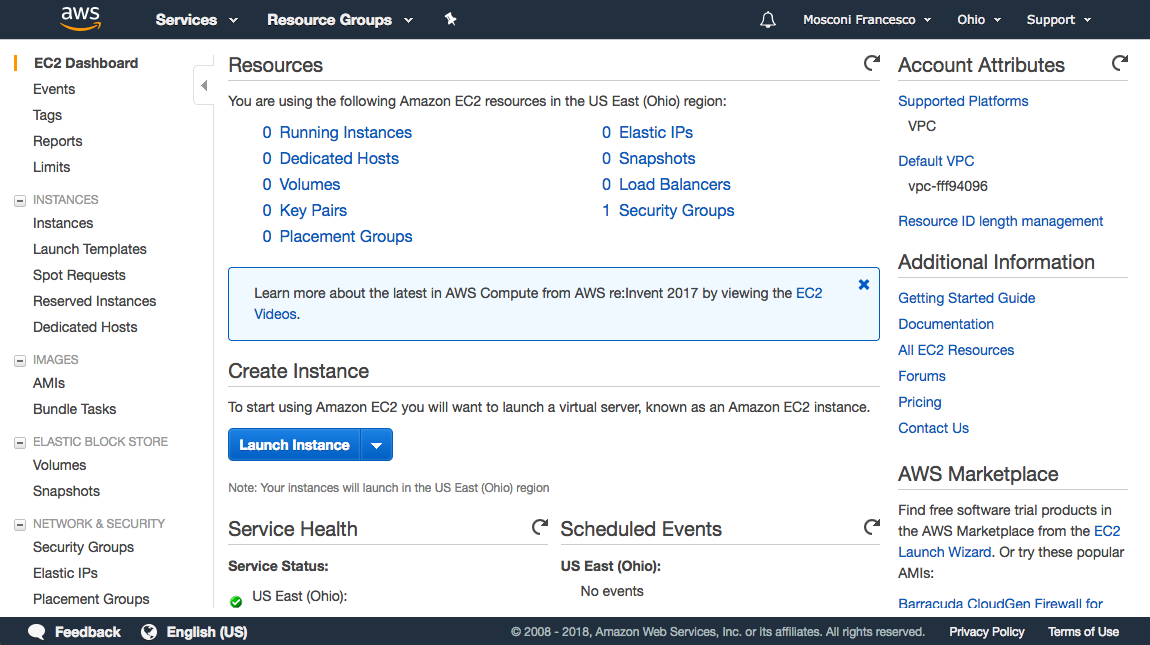 aws
Services
Resource Groups
Mosconi Francesco
Ohio
Support
EC2 Dashboard
Events
Tags
Reports
Limits
INSTANCES
Instances
Launch Templates
Spot Requests
Reserved Instances
Dedicated Hosts
IMAGES
AMIs
Bundle Tasks
ELASTIC BLOCK STORE
Volumes
Snapshots
NETWORK & SECURITY
Security Groups
Elastic IPs
Placement Groups
Resources
You are using the following Amazon EC2 resources in the US East (Ohio) region:
0 Running Instances
0 Dedicated Hosts
0 Volumes
0 Key Pairs
0 Placement Groups
0 Elastic IPs
0 Snapshots
0 Load Balancers
1 Security Groups
Learn more about the latest in AWS Compute from AWS re:Invent 2017 by viewing the EC2
Videos.
Create Instance
To start using Amazon EC2 you will want to launch a virtual server, known as an Amazon EC2 instance.
Launch Instance
Note: Your instances will launch in the US East (Ohio) region
Service Health
Service Status:
US East (Ohio):
Scheduled Events
US East (Ohio):
No events
Account Attributes
Supported Platforms
VPC
Default VPC
vpc-fff94096
Resource ID length management
Additional Information
Getting Started Guide
Documentation
All EC2 Resources
Forums
Pricing
Contact Us
AWS Marketplace
Find free software trial products in
the AWS Marketplace from the EC2
Launch Wizard. Or try these popular
AMIs:
Barracuda CloudGen Firewall for
Feedback
English (US)
© 2008 - 2018, Amazon Web Services, Inc. or its affiliates. All rights reserved.
Privacy Policy
Terms of Use